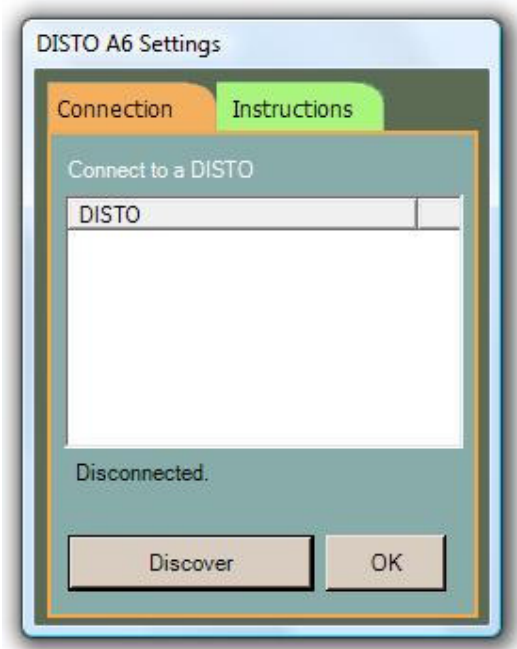 DISTO A6 Settings
Connection Instructions
Connect to a DISTO
DISTO
Disconnected.
Discover OK